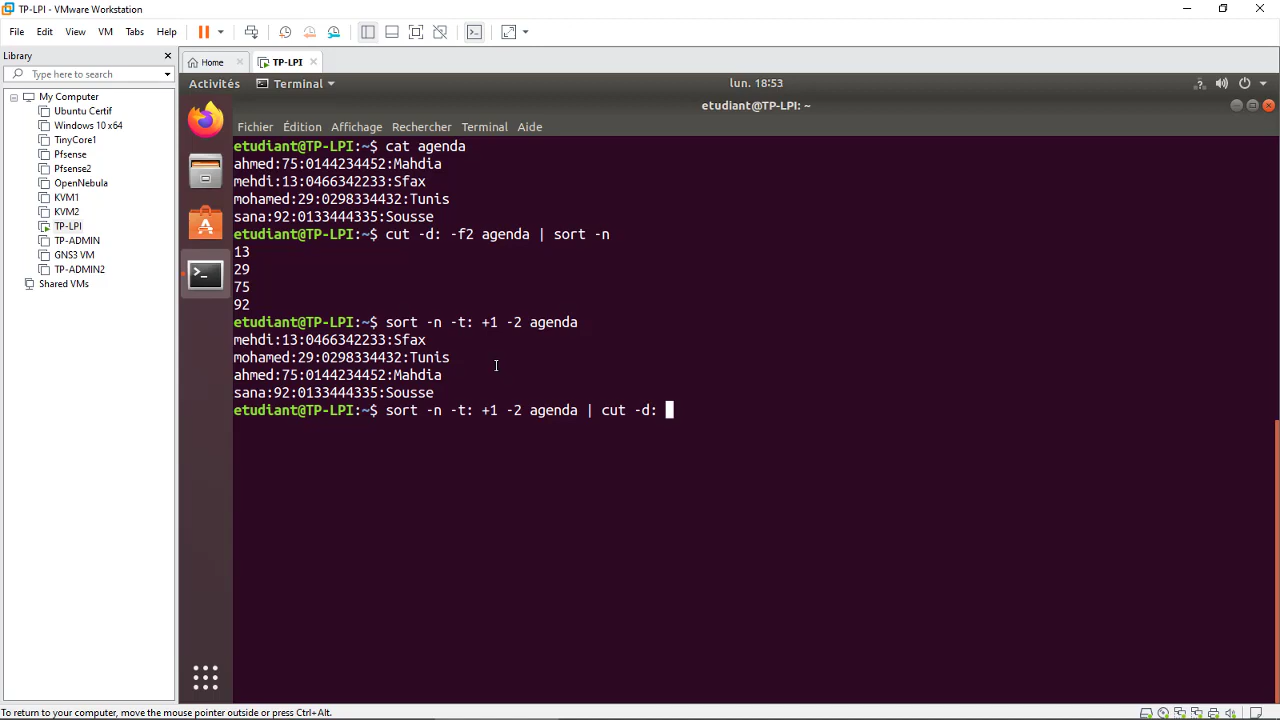 TP-LPI - VMware Workstation
File Edit View VM Tabs Help
Library
Type here to search
My Computer
Ubuntu Certif
Windows 10 x64
TinyCore1
Pfsense
Pfsense2
OpenNebula
KVM1
KVM2
TP-LPI
TP-ADMIN
GNS3 VM
TP-ADMIN2
Shared VMs
Home TP-LPI
Activités Terminal lun. 18:53
etudiant@TP-LPI: ~
Fichier Édition Affichage Rechercher Terminal Aide
etudiant@TP-LPI:~$ cat agenda
ahmed:75:0144234452:Mahdia
mehdi:13:0466342233:Sfax
mohamed:29:0298334432:Tunis
sana:92:0133444335:Sousse
etudiant@TP-LPI:~$ cut -d: -f2 agenda | sort -n
13
29
75
92
etudiant@TP-LPI:~$ sort -n -t: +1 -2 agenda
mehdi:13:0466342233:Sfax
mohamed:29:0298334432:Tunis
ahmed:75:0144234452:Mahdia
sana:92:0133444335:Sousse
etudiant@TP-LPI:~$ sort -n -t: +1 -2 agenda | cut -d:
To return to your computer, move the mouse pointer outside or press Ctrl+Alt.